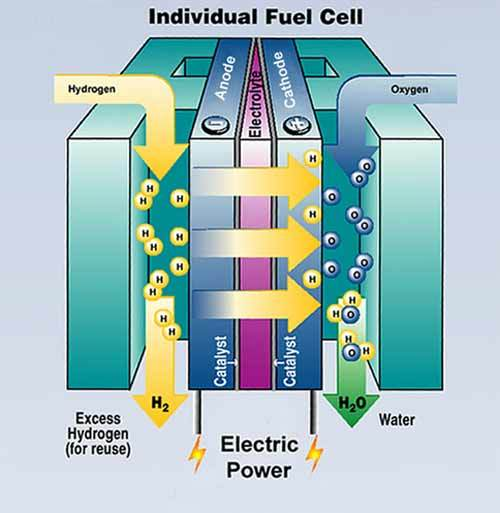 Individual Fuel Cell
Hydrogen
Anode
Electrolyte
Cathode
Oxygen
H
H
H
H
H
H
H
H
H
H
H
H
H
H
O
O
O
O
O
O
O
O
O
H
H
O
H
O
H
H
Catalyst
Catalyst
H2
H2O
Excess
Hydrogen
(for reuse)
Water
Electric
Power